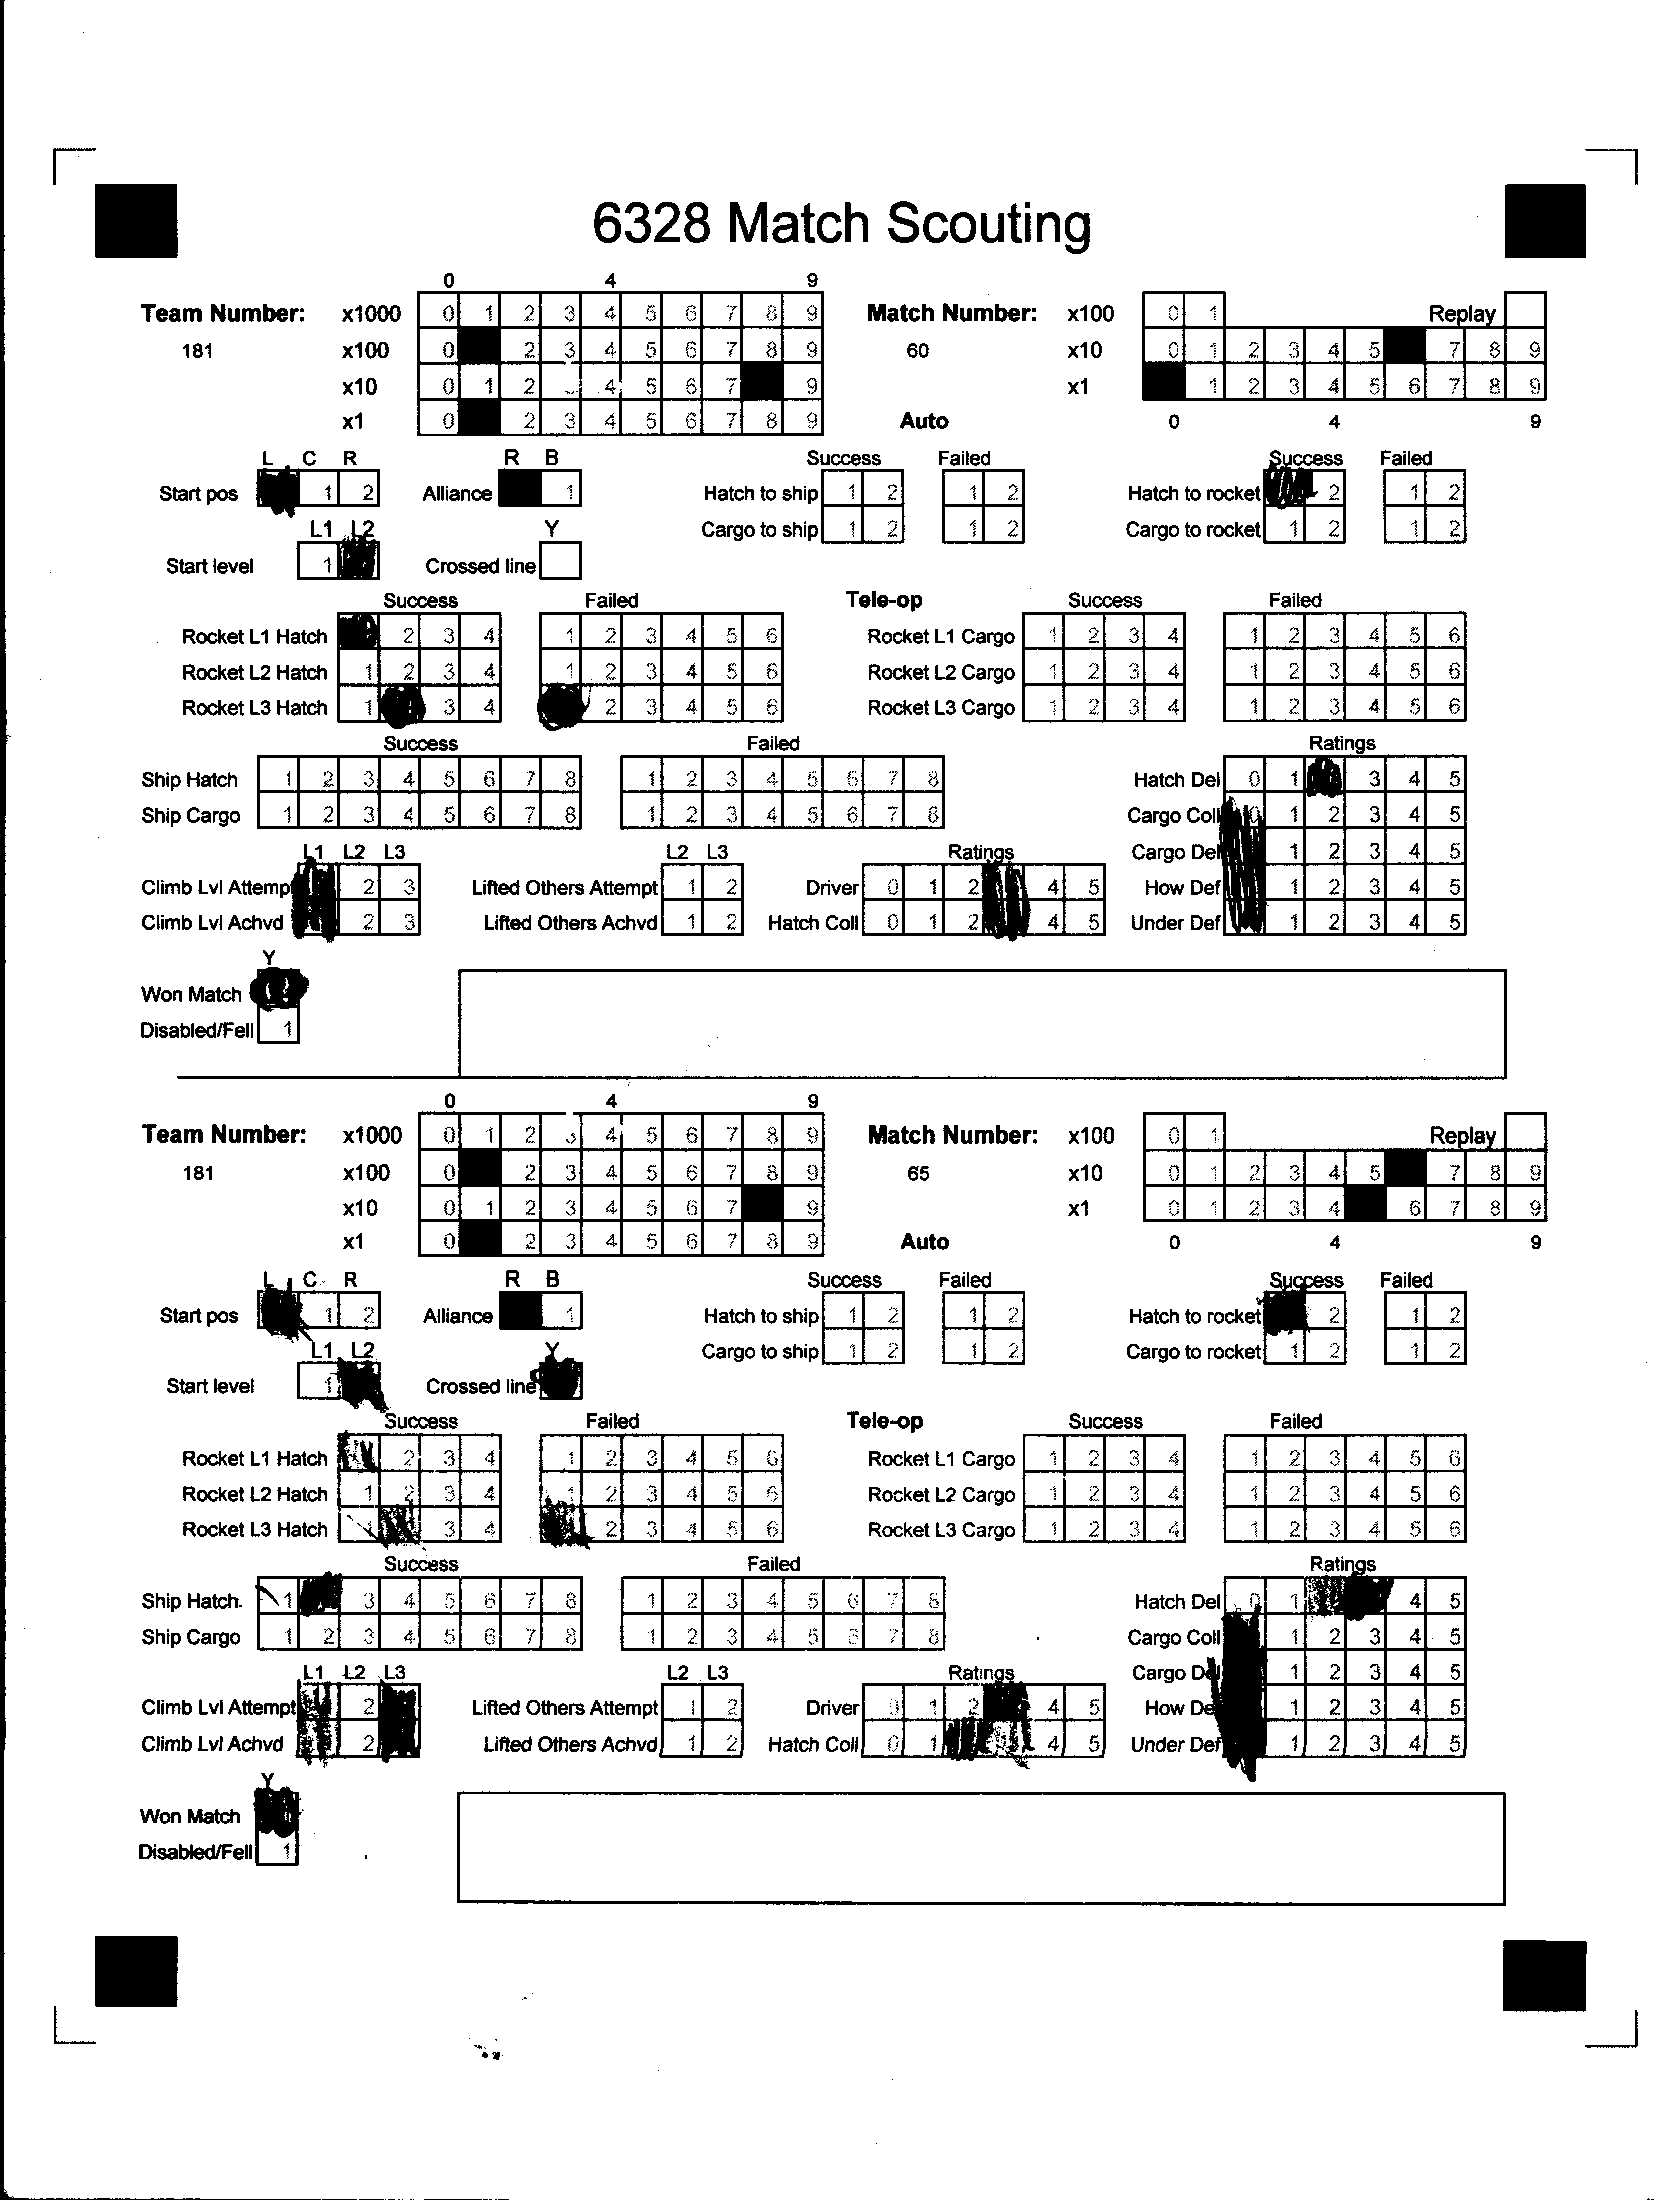 6328 Match Scouting
0 4 9
Team Number: x1000 0 1 2 3 4 5 6 7 8 9 Match Number: x100 0 1 Replay
181 x100 0 2 3 4 5 6 7 8 9 60 x10 0 1 2 3 4 5 7 8 9
x10 0 1 2 4 5 6 7 9 x1 1 2 3 4 5 6 7 8 9
x1 0 2 3 4 5 6 7 8 9 Auto 0 4 9
L C R R B Success Failed Success Failed
Start pos 1 2 Alliance 1 Hatch to ship 1 2 1 2 Hatch to rocket 2 1 2
L1 L2 Y Cargo to ship 1 2 1 2 Cargo to rocket 1 2 1 2
Start level 1 Crossed line
Success Failed Tele-op Success Failed
Rocket L1 Hatch 2 3 4 1 2 3 4 5 6 Rocket L1 Cargo 1 2 3 4 1 2 3 4 5 6
Rocket L2 Hatch 1 2 3 4 1 2 3 4 5 6 Rocket L2 Cargo 1 2 3 4 1 2 3 4 5 6
Rocket L3 Hatch 1 3 4 2 3 4 5 6 Rocket L3 Cargo 1 2 3 4 1 2 3 4 5 6
Success Failed Ratings
Ship Hatch 1 2 3 4 5 6 7 8 1 2 3 4 5 6 7 8 Hatch Del 0 1 3 4 5
Ship Cargo 1 2 3 4 5 6 7 8 1 2 3 4 5 6 7 8 Cargo Coll 0 1 2 3 4 5
L1 L2 L3 L2 L3 Ratings Cargo Del 1 2 3 4 5
Climb Lvl Attempt 2 3 Lifted Others Attempt 1 2 Driver 0 1 2 4 5 How Def 1 2 3 4 5
Climb Lvl Achvd 2 3 Lifted Others Achvd 1 2 Hatch Coll 0 1 2 4 5 Under Def 1 2 3 4 5
Y
Won Match
Disabled/Fell 1
0 4 9
Team Number: x1000 0 1 2 3 4 5 6 7 8 9 Match Number: x100 0 1 Replay
181 x100 0 2 3 4 5 6 7 8 9 65 x10 0 1 2 3 4 5 7 8 9
x10 0 1 2 3 4 5 6 7 9 x1 0 1 2 3 4 6 7 8 9
x1 0 2 3 4 5 6 7 8 9 Auto 0 4 9
L C R R B Success Failed Success Failed
Start pos 1 2 Alliance 1 Hatch to ship 1 2 1 2 Hatch to rocket 2 1 2
L1 L2 Y Cargo to ship 1 2 1 2 Cargo to rocket 1 2 1 2
Start level 1 Crossed line
Success Failed Tele-op Success Failed
Rocket L1 Hatch 2 3 4 1 2 3 4 5 6 Rocket L1 Cargo 1 2 3 4 1 2 3 4 5 6
Rocket L2 Hatch 1 2 3 4 1 2 3 4 5 6 Rocket L2 Cargo 1 2 3 4 1 2 3 4 5 6
Rocket L3 Hatch 1 3 4 2 3 4 5 6 Rocket L3 Cargo 1 2 3 4 1 2 3 4 5 6
Success Failed Ratings
Ship Hatch 1 3 4 5 6 7 8 1 2 3 4 5 6 7 8 Hatch Del 0 1 4 5
Ship Cargo 1 2 3 4 5 6 7 8 1 2 3 4 5 6 7 8 Cargo Coll 1 2 3 4 5
L1 L2 L3 L2 L3 Ratings Cargo Del 1 2 3 4 5
Climb Lvl Attempt 2 Lifted Others Attempt 1 2 Driver 0 1 2 4 5 How De 1 2 3 4 5
Climb Lvl Achvd 2 Lifted Others Achvd 1 2 Hatch Coll 0 1 4 5 Under Def 1 2 3 4 5
Y
Won Match
Disabled/Fell 1